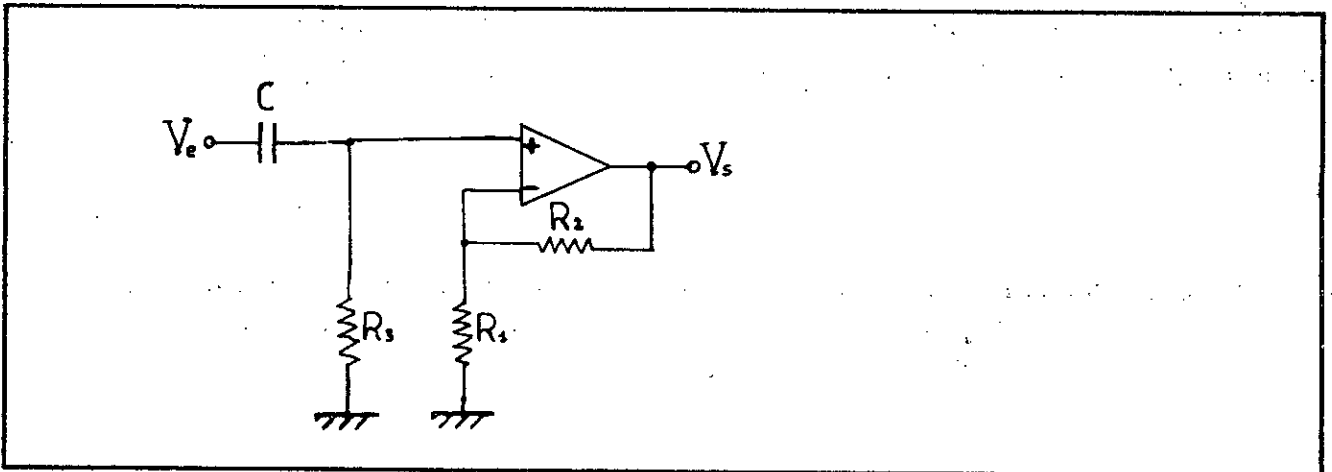 C
Vₑ
+
Vₛ
−
R₂
R₃
R₁